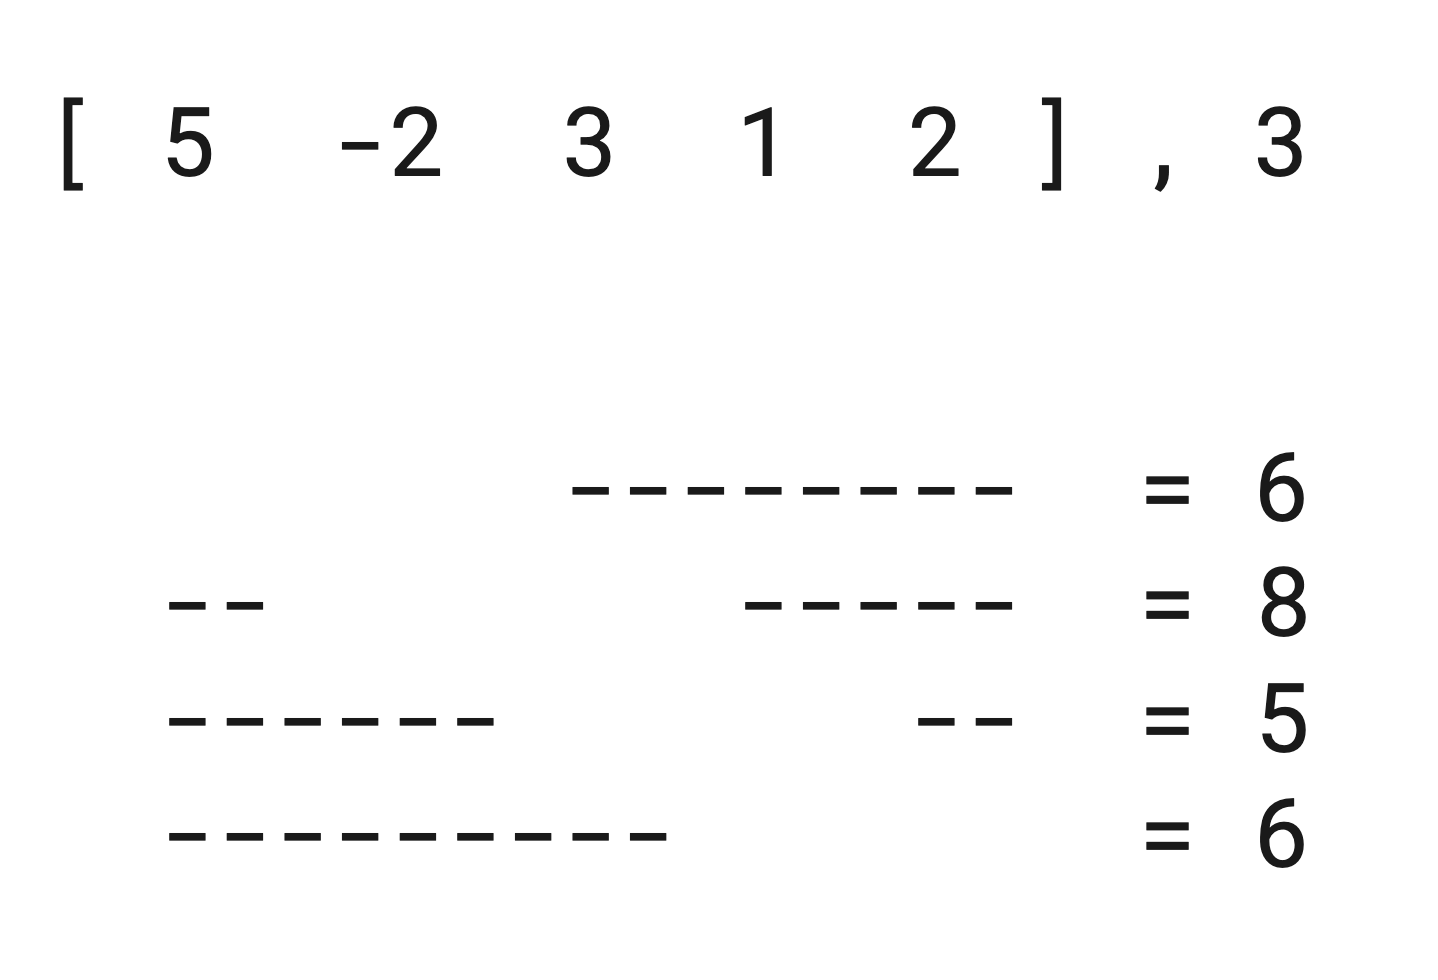 [ 5 -2 3 1 2 ] , 3
- - - - - - - - = 6
- - - - - - - = 8
- - - - - - - - = 5
- - - - - - - - - = 6